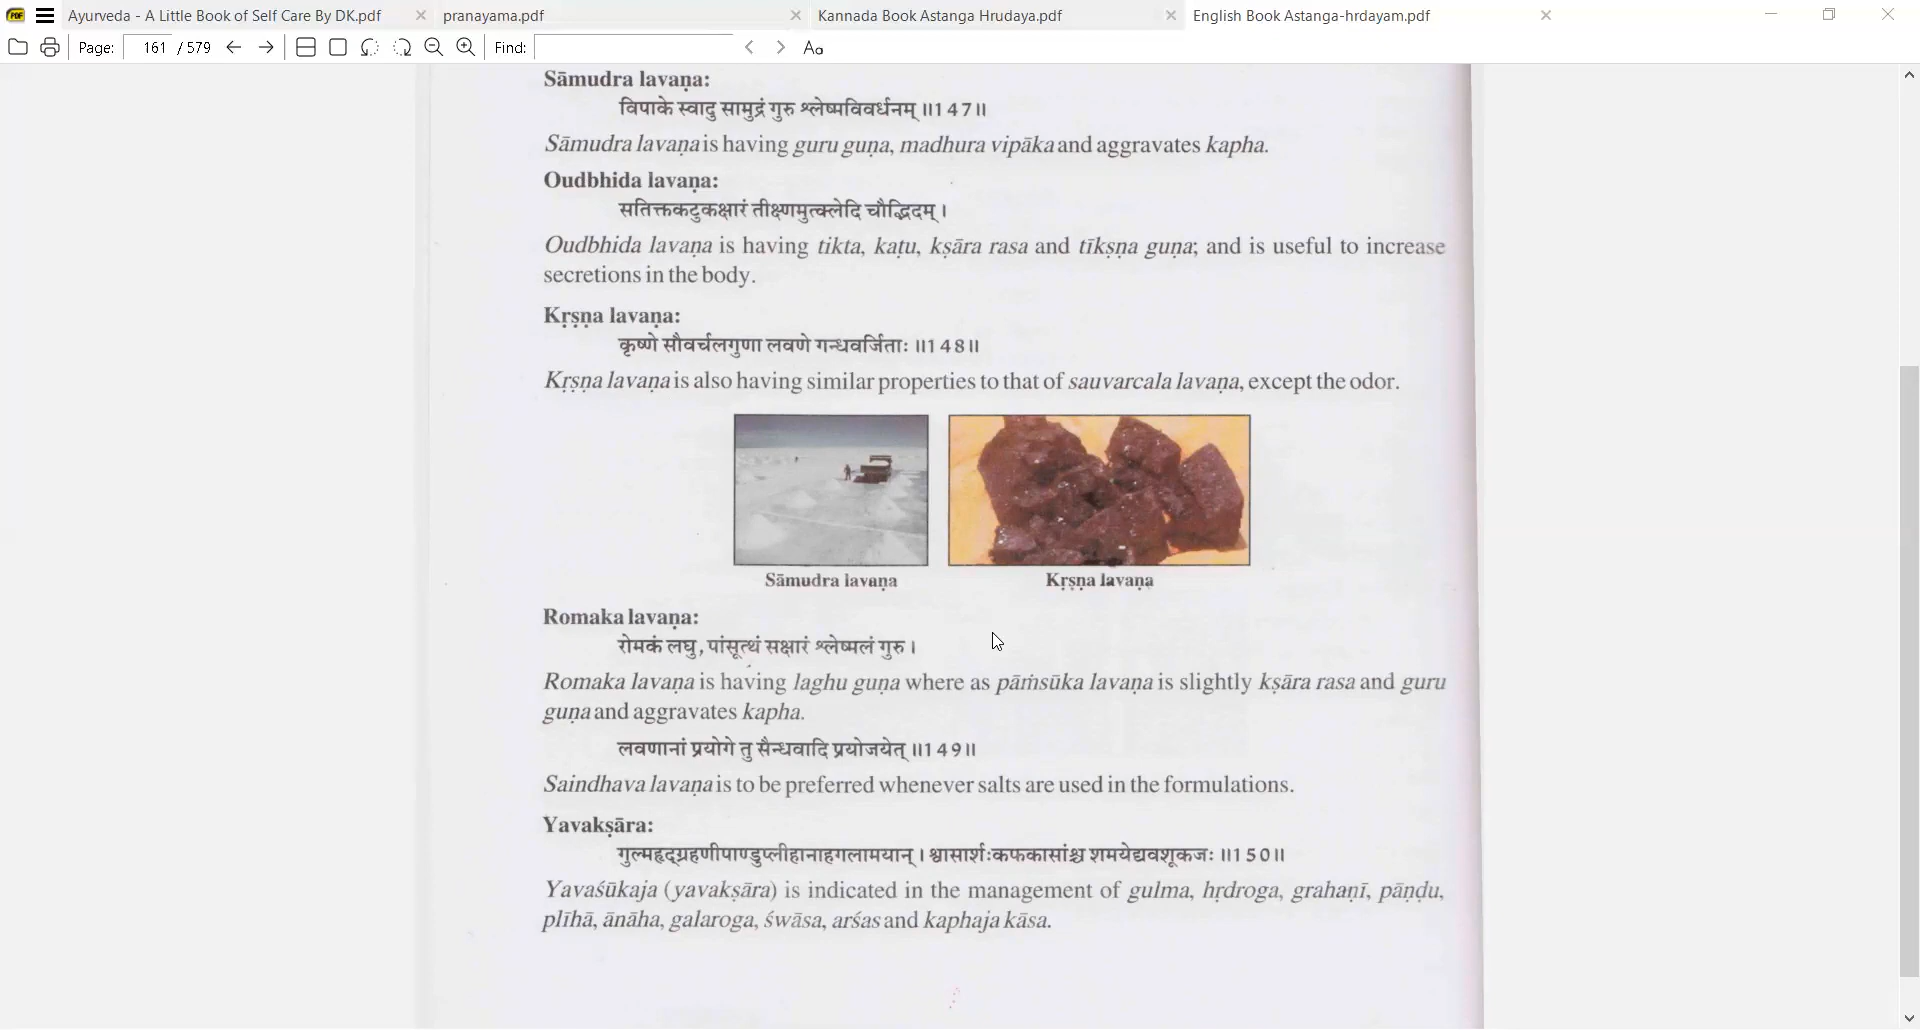 Ayurveda - A Little Book of Self Care By DK.pdf
pranayama.pdf
Kannada Book Astanga Hrudaya.pdf
English Book Astanga-hrdayam.pdf
Page: 161 / 579
Find:
Aa
Sāmudra lavaṇa:
विपाके स्वादु सामुद्रं गुरु श्लेष्मविवर्धनम् ॥147॥
Sāmudra lavaṇa is having guru guṇa, madhura vipāka and aggravates kapha.
Oudbhida lavaṇa:
सतिक्तकटुकक्षारं तीक्ष्णमुत्क्लेदि चौद्भिदम् ।
Oudbhida lavaṇa is having tikta, kaṭu, kṣāra rasa and tīkṣṇa guṇa; and is useful to increase
secretions in the body.
Kṛṣṇa lavaṇa:
कृष्णे सौवर्चलगुणा लवणे गन्धवर्जिताः ॥148॥
Kṛṣṇa lavaṇa is also having similar properties to that of sauvarcala lavaṇa, except the odor.
Sāmudra lavaṇa
Kṛṣṇa lavaṇa
Romaka lavaṇa:
रोमकं लघु, पांसूत्थं सक्षारं श्लेष्मलं गुरु ।
Romaka lavaṇa is having laghu guṇa where as pāṁsūka lavaṇa is slightly kṣāra rasa and guru
guṇa and aggravates kapha.
लवणानां प्रयोगे तु सैन्धवादि प्रयोजयेत् ॥149॥
Saindhava lavaṇa is to be preferred whenever salts are used in the formulations.
Yavakṣāra:
गुल्महृद्ग्रहणीपाण्डुप्लीहानाहगलामयान् । श्वासार्शःकफकासांश्च शमयेद्यवशूकजः ॥150॥
Yavaśūkaja (yavakṣāra) is indicated in the management of gulma, hṛdroga, grahaṇī, pāṇḍu,
plīhā, ānāha, galaroga, śwāsa, arśas and kaphaja kāsa.